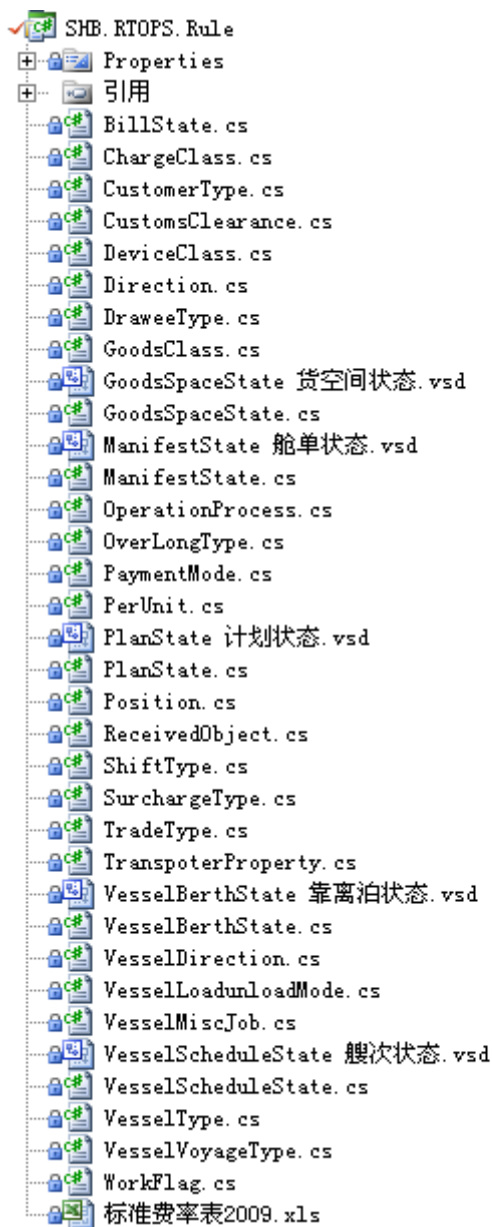 SHB.RTOPS.Rule
Properties
引用
BillState.cs
ChargeClass.cs
CustomerType.cs
CustomsClearance.cs
DeviceClass.cs
Direction.cs
DraweeType.cs
GoodsClass.cs
GoodsSpaceState 货空间状态.vsd
GoodsSpaceState.cs
ManifestState 舱单状态.vsd
ManifestState.cs
OperationProcess.cs
OverLongType.cs
PaymentMode.cs
PerUnit.cs
PlanState 计划状态.vsd
PlanState.cs
Position.cs
ReceivedObject.cs
ShiftType.cs
SurchargeType.cs
TradeType.cs
TranspoterProperty.cs
VesselBerthState 靠离泊状态.vsd
VesselBerthState.cs
VesselDirection.cs
VesselLoadunloadMode.cs
VesselMiscJob.cs
VesselScheduleState 艘次状态.vsd
VesselScheduleState.cs
VesselType.cs
VesselVoyageType.cs
WorkFlag.cs
标准费率表2009.xls